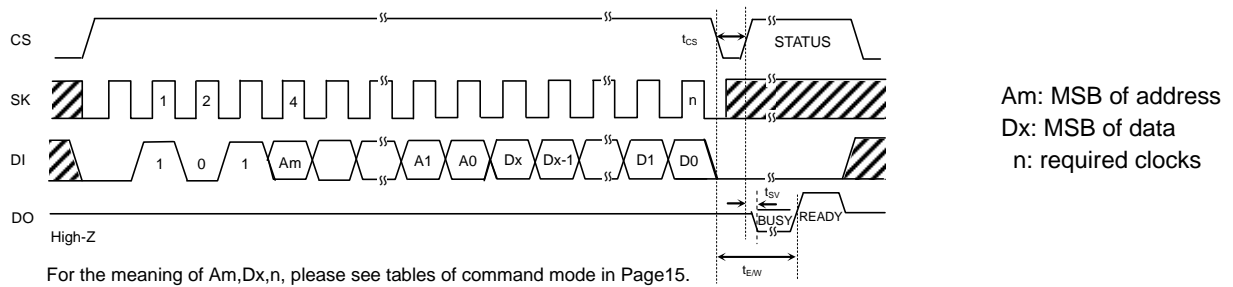 CS
tCS
STATUS
SK
1 2 4 n
DI
1 0 1 Am A1 A0 Dx Dx-1 D1 D0
tSV
DO
BUSY READY
High-Z
tE/W
For the meaning of Am,Dx,n, please see tables of command mode in Page15.
Am: MSB of address
Dx: MSB of data
n: required clocks